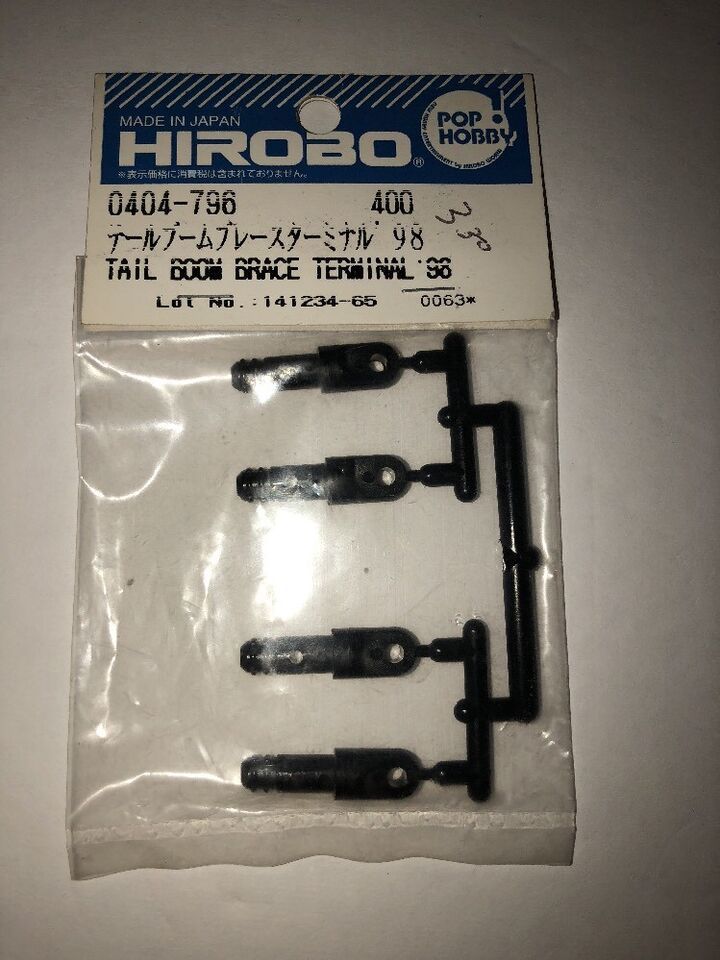 MADE IN JAPAN
HIROBO®
POP HOBBY
※表示価格に消費税は含まれておりません。
0404-796 400
テールブームブレースターミナル'98
TAIL BOOM BRACE TERMINAL'98
Lot No.:141234-65 0063*